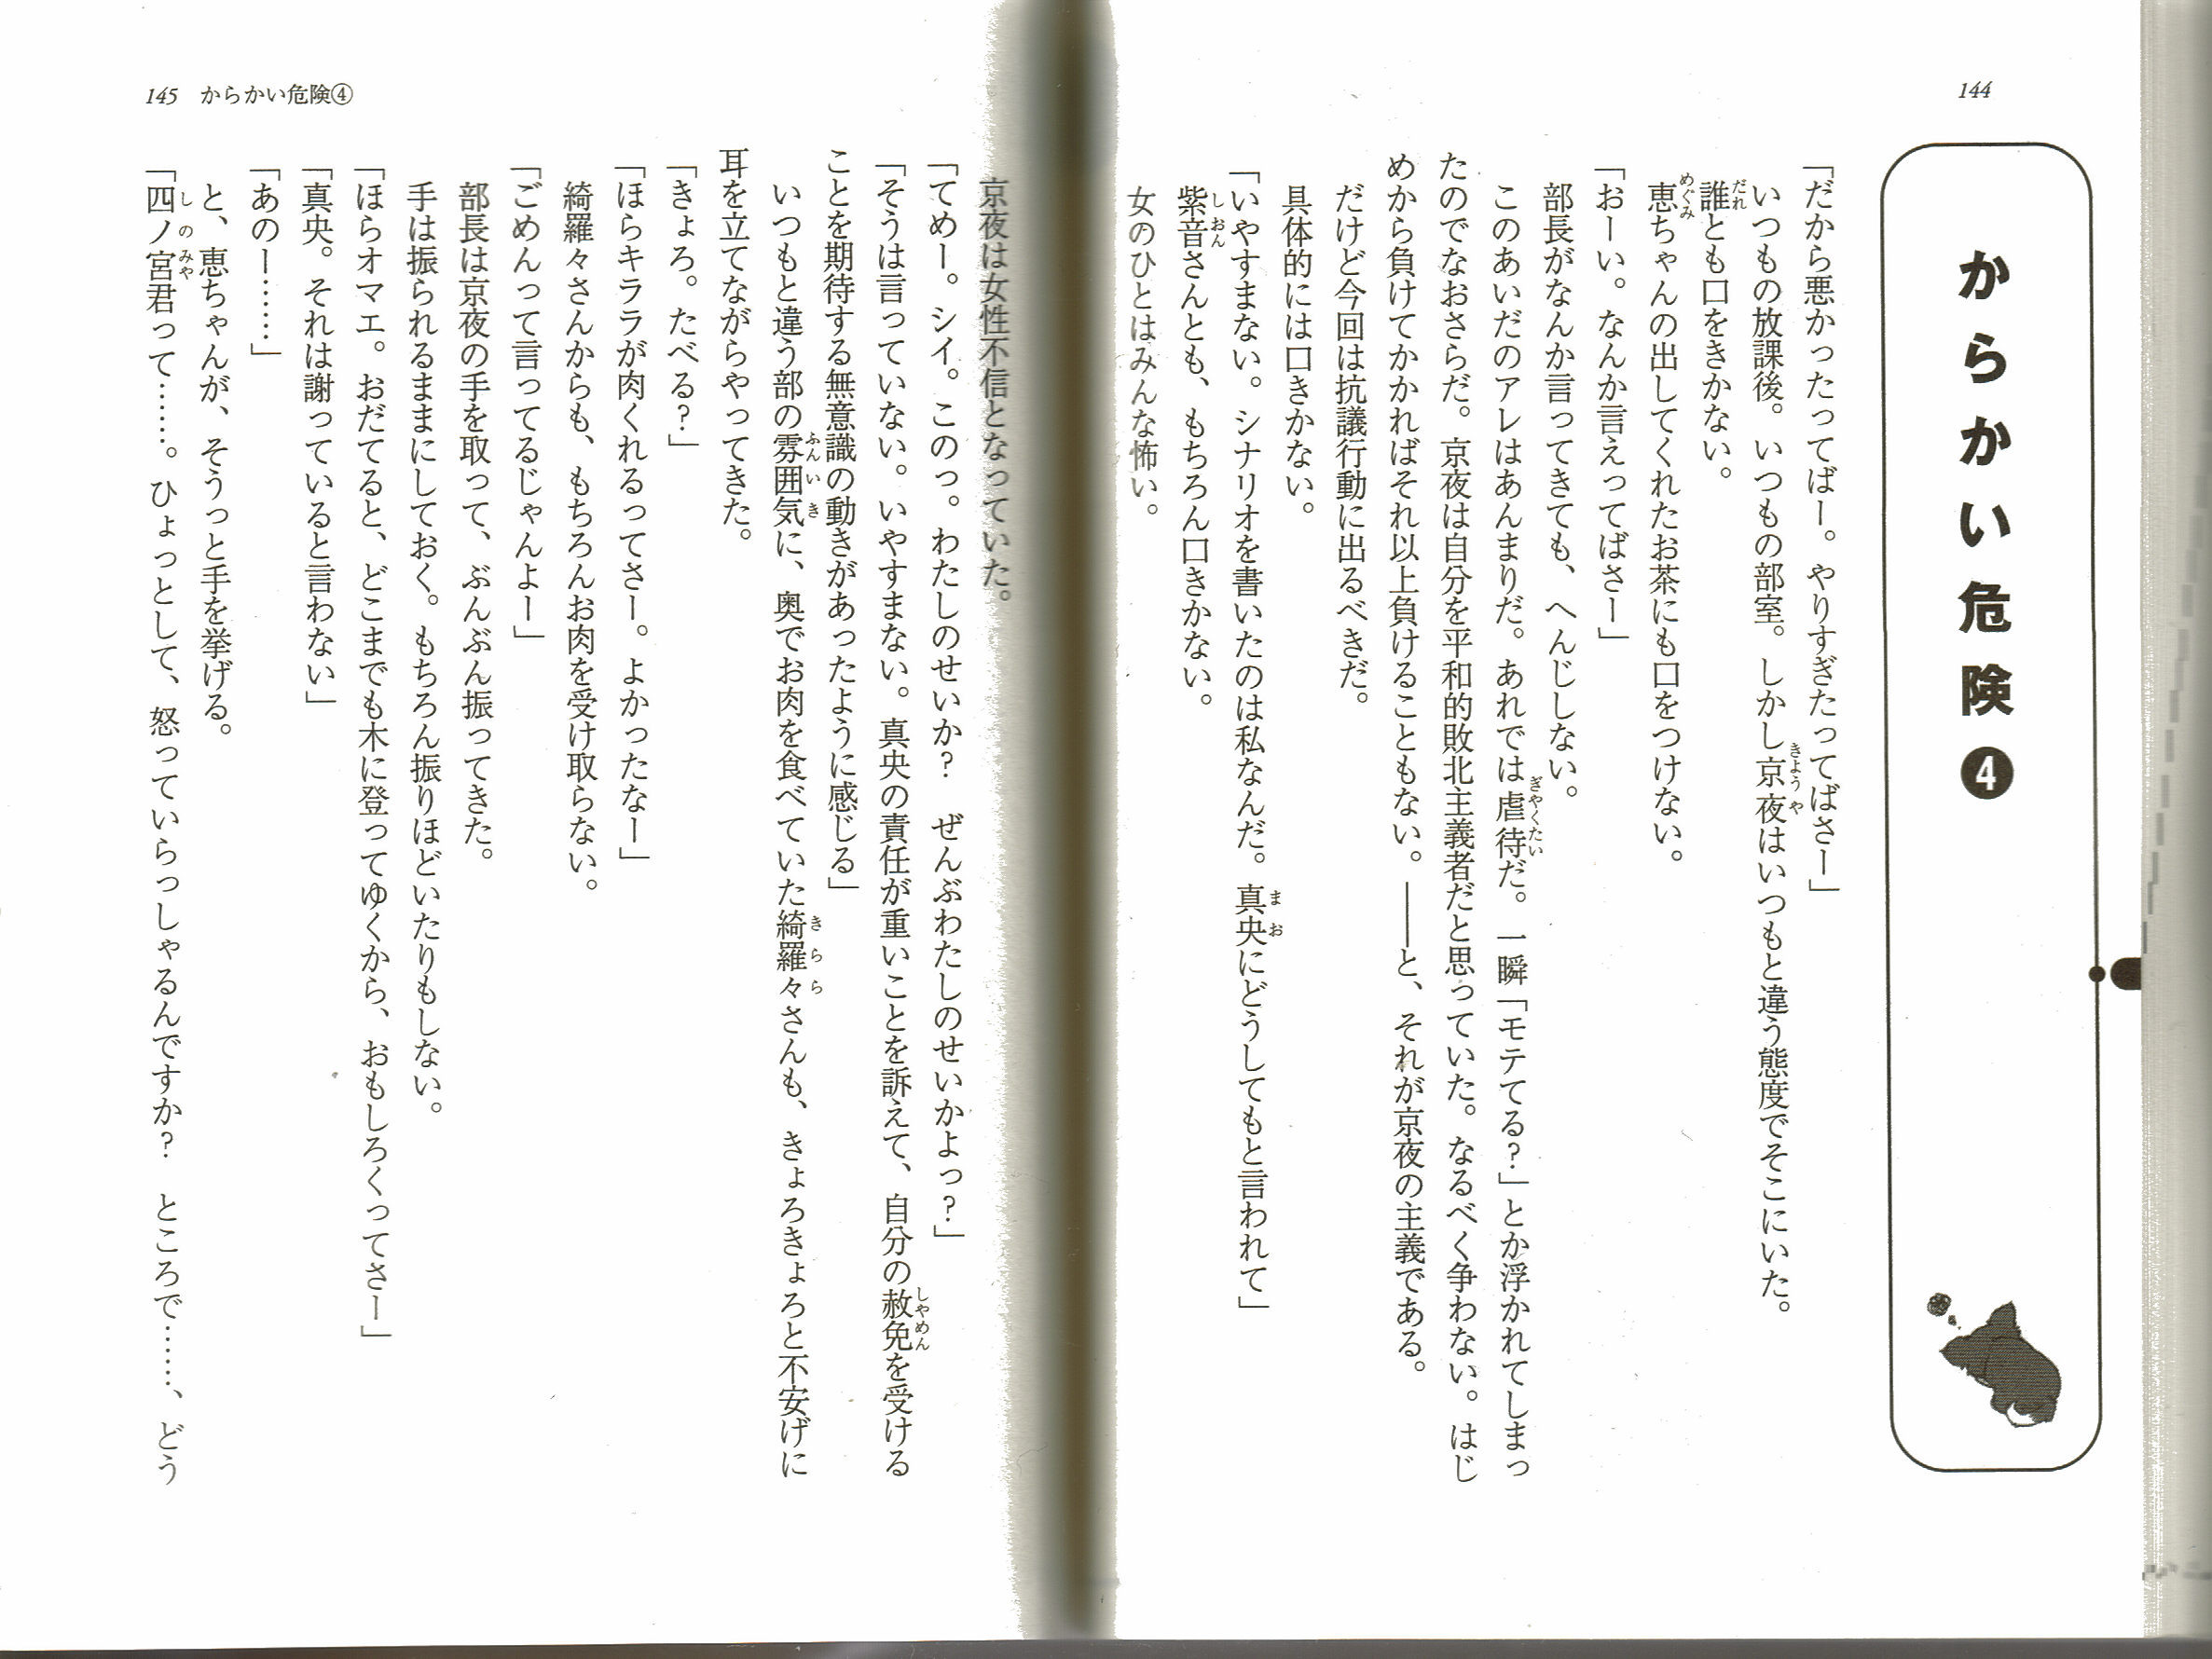 144
からかい危険❹
「だから悪かったってばー。やりすぎたってばさー」
いつもの放課後。いつもの部室。しかし京夜はいつもと違う態度でそこにいた。
誰とも口をきかない。
恵ちゃんの出してくれたお茶にも口をつけない。
「おーい。なんか言えってばさー」
部長がなんか言ってきても、へんじしない。
このあいだのアレはあんまりだ。あれでは虐待だ。一瞬「モテてる？」とか浮かれてしまっ
たのでなおさらだ。京夜は自分を平和的敗北主義者だと思っていた。なるべく争わない。はじ
めから負けてかかればそれ以上負けることもない。――と、それが京夜の主義である。
だけど今回は抗議行動に出るべきだ。
具体的には口きかない。
「いやすまない。シナリオを書いたのは私なんだ。真央にどうしてもと言われて」
紫音さんとも、もちろん口きかない。
女のひとはみんな怖い。
京夜は女性不信となっていた。
「てめー。シイ。このっ。わたしのせいか？　ぜんぶわたしのせいかよっ？」
「そうは言っていない。いやすまない。真央の責任が重いことを訴えて、自分の赦免を受ける
ことを期待する無意識の動きがあったように感じる」
いつもと違う部の雰囲気に、奥でお肉を食べていた綺羅々さんも、きょろきょろと不安げに
耳を立てながらやってきた。
「きょろ。たべる？」
「ほらキララが肉くれるってさー。よかったなー」
綺羅々さんからも、もちろんお肉を受け取らない。
「ごめんって言ってるじゃんよー」
部長は京夜の手を取って、ぶんぶん振ってきた。
手は振られるままにしておく。もちろん振りほどいたりもしない。
「ほらオマエ。おだてると、どこまでも木に登ってゆくから、おもしろくってさー」
「真央。それは謝っていると言わない」
「あのー……」
と、恵ちゃんが、そうっと手を挙げる。
「四ノ宮君って……。ひょっとして、怒っていらっしゃるんですか？　ところで……、どう
145 からかい危険④